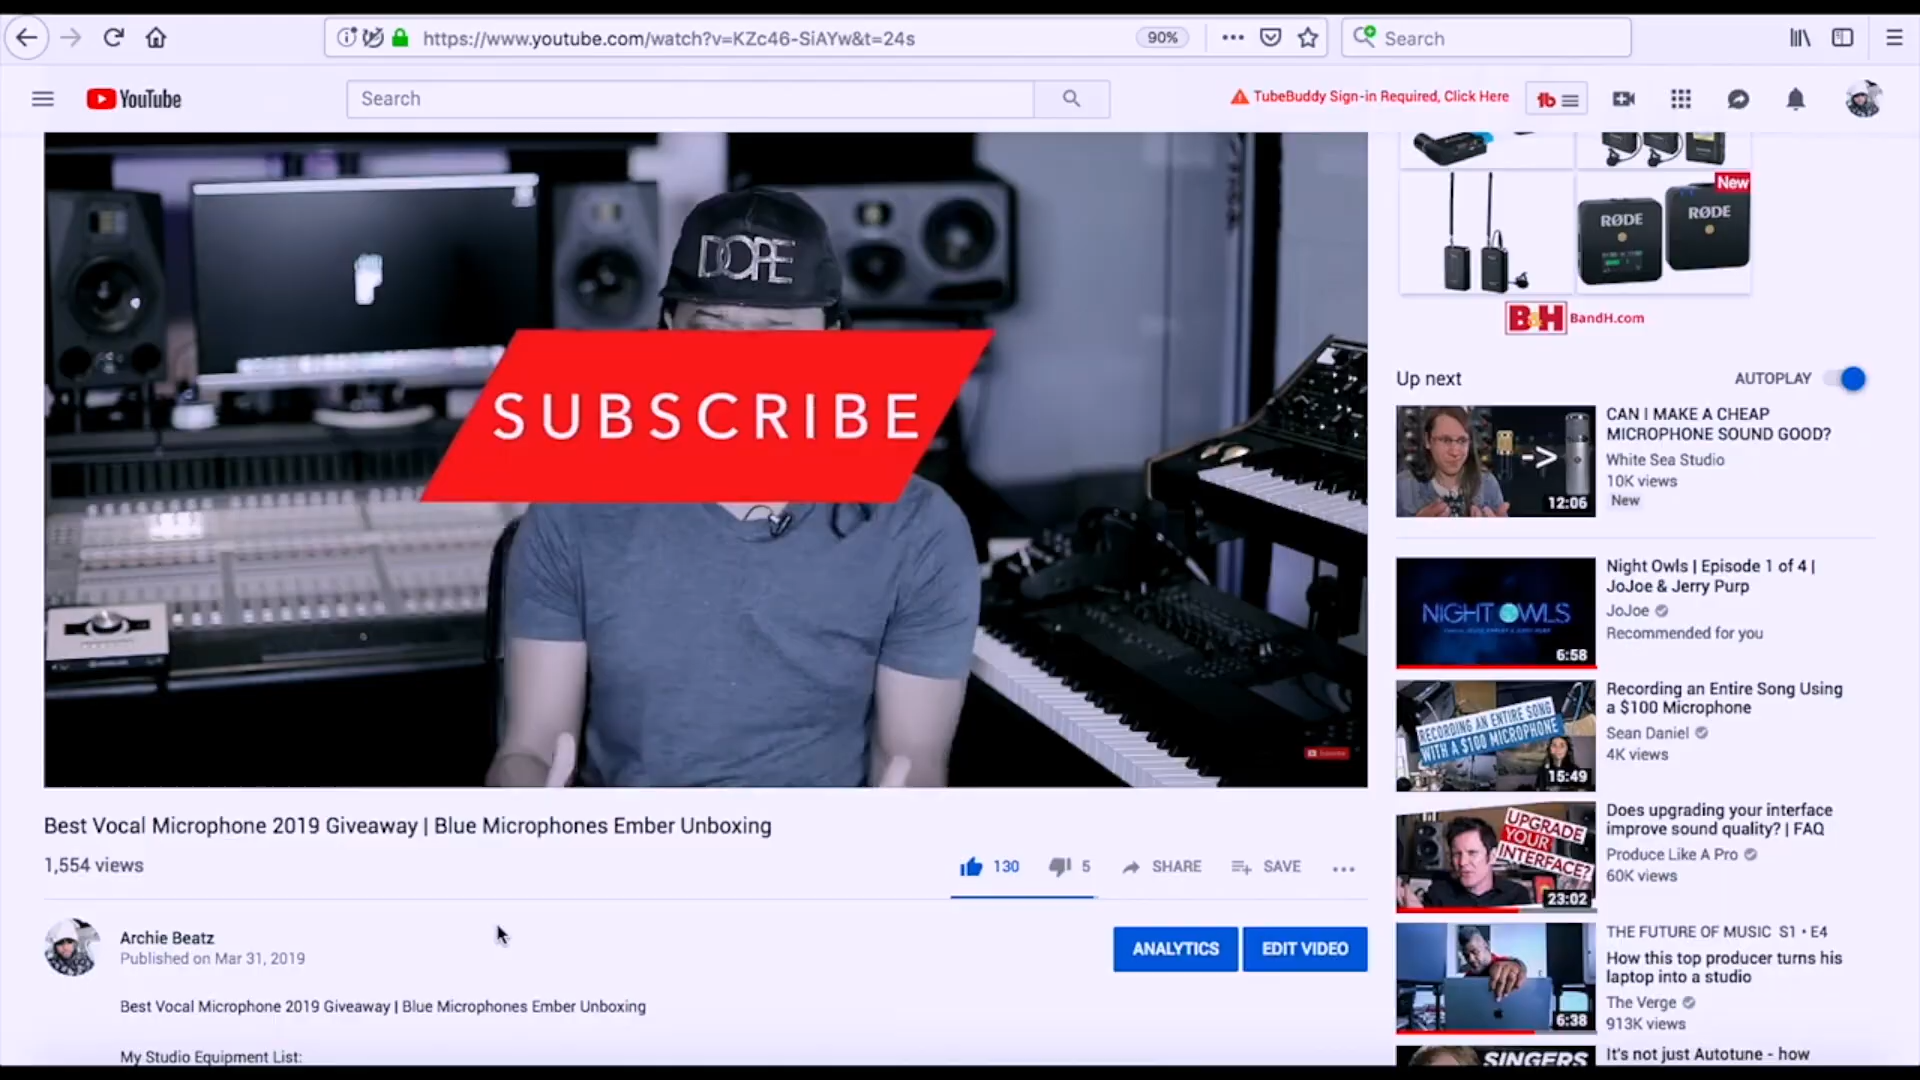 https://www.youtube.com/watch?v=KZc46-SiAYw&t=24s
90%
Search
YouTube
Search
TubeBuddy Sign-in Required, Click Here
tb
DOPE
SUBSCRIBE
New
RØDE
RØDE
B&H BandH.com
Up next
AUTOPLAY
CAN I MAKE A CHEAP
MICROPHONE SOUND GOOD?
White Sea Studio
10K views
New
->
12:06
Night Owls | Episode 1 of 4 |
JoJoe & Jerry Purp
JoJoe
Recommended for you
NIGHT OWLS
6:58
Recording an Entire Song Using
a $100 Microphone
Sean Daniel
4K views
RECORDING AN ENTIRE SONG
WITH A $100 MICROPHONE
15:49
Does upgrading your interface
improve sound quality? | FAQ
Produce Like A Pro
60K views
UPGRADE
YOUR
INTERFACE?
23:02
THE FUTURE OF MUSIC S1 • E4
How this top producer turns his
laptop into a studio
The Verge
913K views
6:38
It's not just Autotune - how
SINGERS
Best Vocal Microphone 2019 Giveaway | Blue Microphones Ember Unboxing
1,554 views
130
5
SHARE
SAVE
Archie Beatz
Published on Mar 31, 2019
ANALYTICS
EDIT VIDEO
Best Vocal Microphone 2019 Giveaway | Blue Microphones Ember Unboxing
My Studio Equipment List: